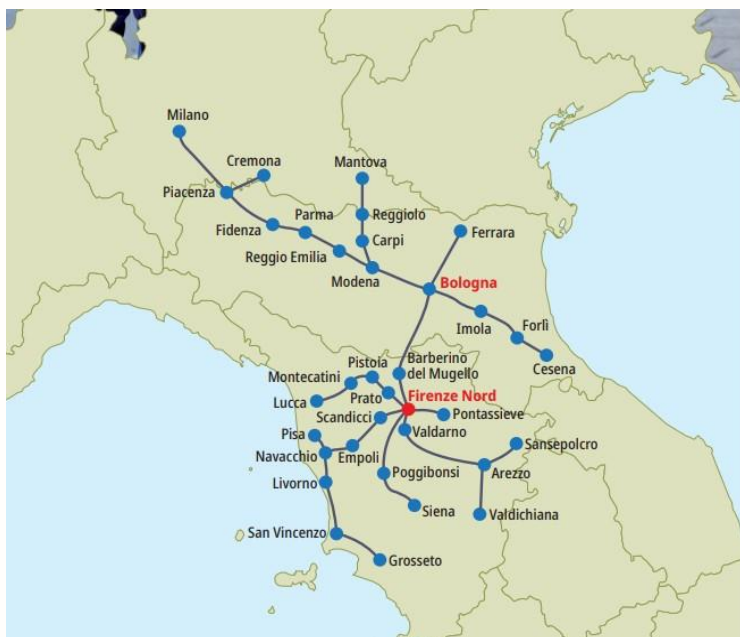 Milano
Cremona
Mantova
Piacenza
Parma
Reggiolo
Ferrara
Fidenza
Carpi
Reggio Emilia
Modena
Bologna
Imola
Forlì
Cesena
Barberino
del Mugello
Pistoia
Montecatini
Prato
Firenze Nord
Lucca
Scandicci
Pontassieve
Pisa
Valdarno
Sansepolcro
Navacchio
Empoli
Poggibonsi
Arezzo
Livorno
Siena
Valdichiana
San Vincenzo
Grosseto